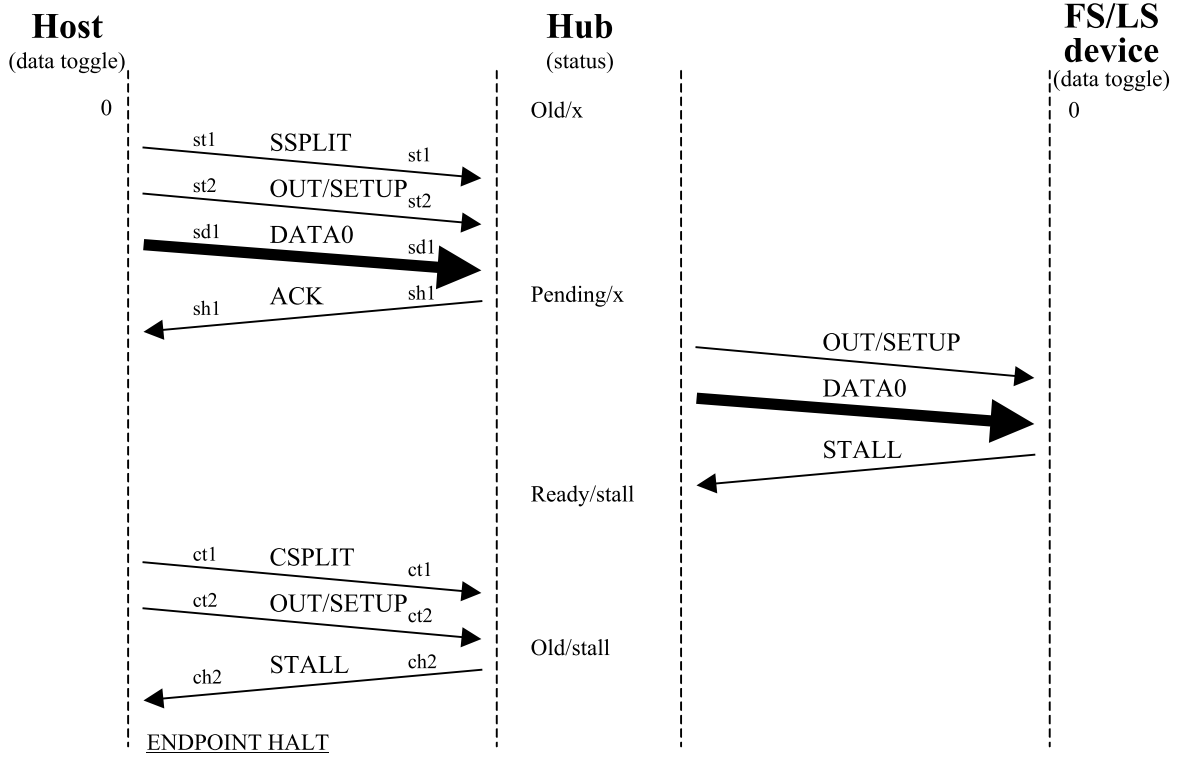 Host
(data toggle)
Hub
(status)
FS/LS
device
(data toggle)
0
Old/x
0
st1 SSPLIT st1
st2 OUT/SETUP st2
sd1 DATA0 sd1
Pending/x
sh1 ACK sh1
OUT/SETUP
DATA0
STALL
Ready/stall
ct1 CSPLIT ct1
ct2 OUT/SETUP ct2
Old/stall
ch2 STALL ch2
ENDPOINT HALT